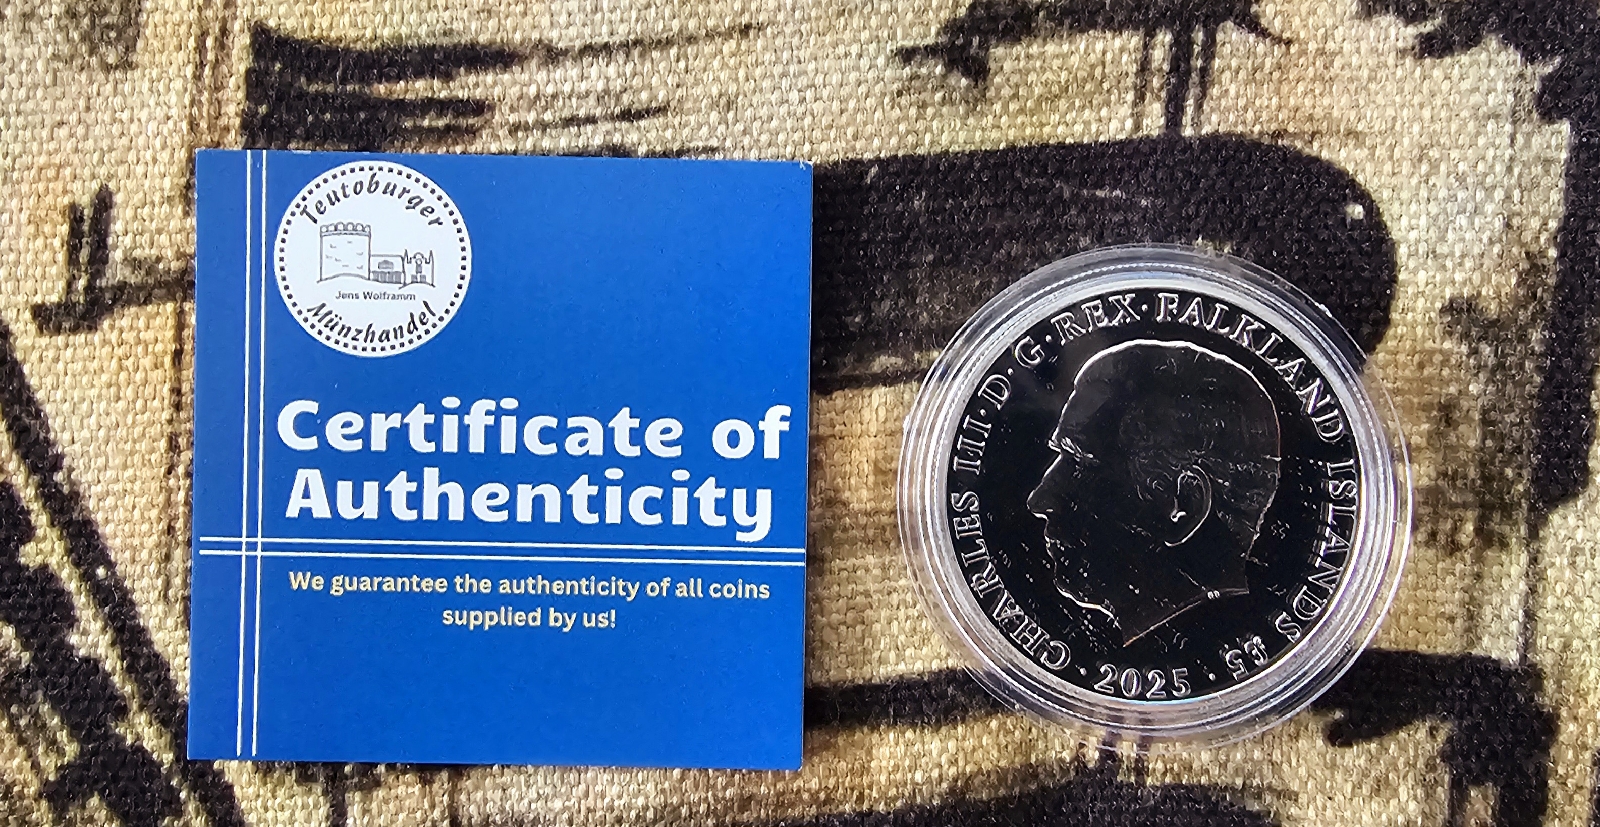 Teutoburger
Jens Wolframm
Münzhandel
Certificate of
Authenticity
We guarantee the authenticity of all coins
supplied by us!
CHARLES III·D·G·REX·FALKLAND ISLANDS £5
· 2025 ·